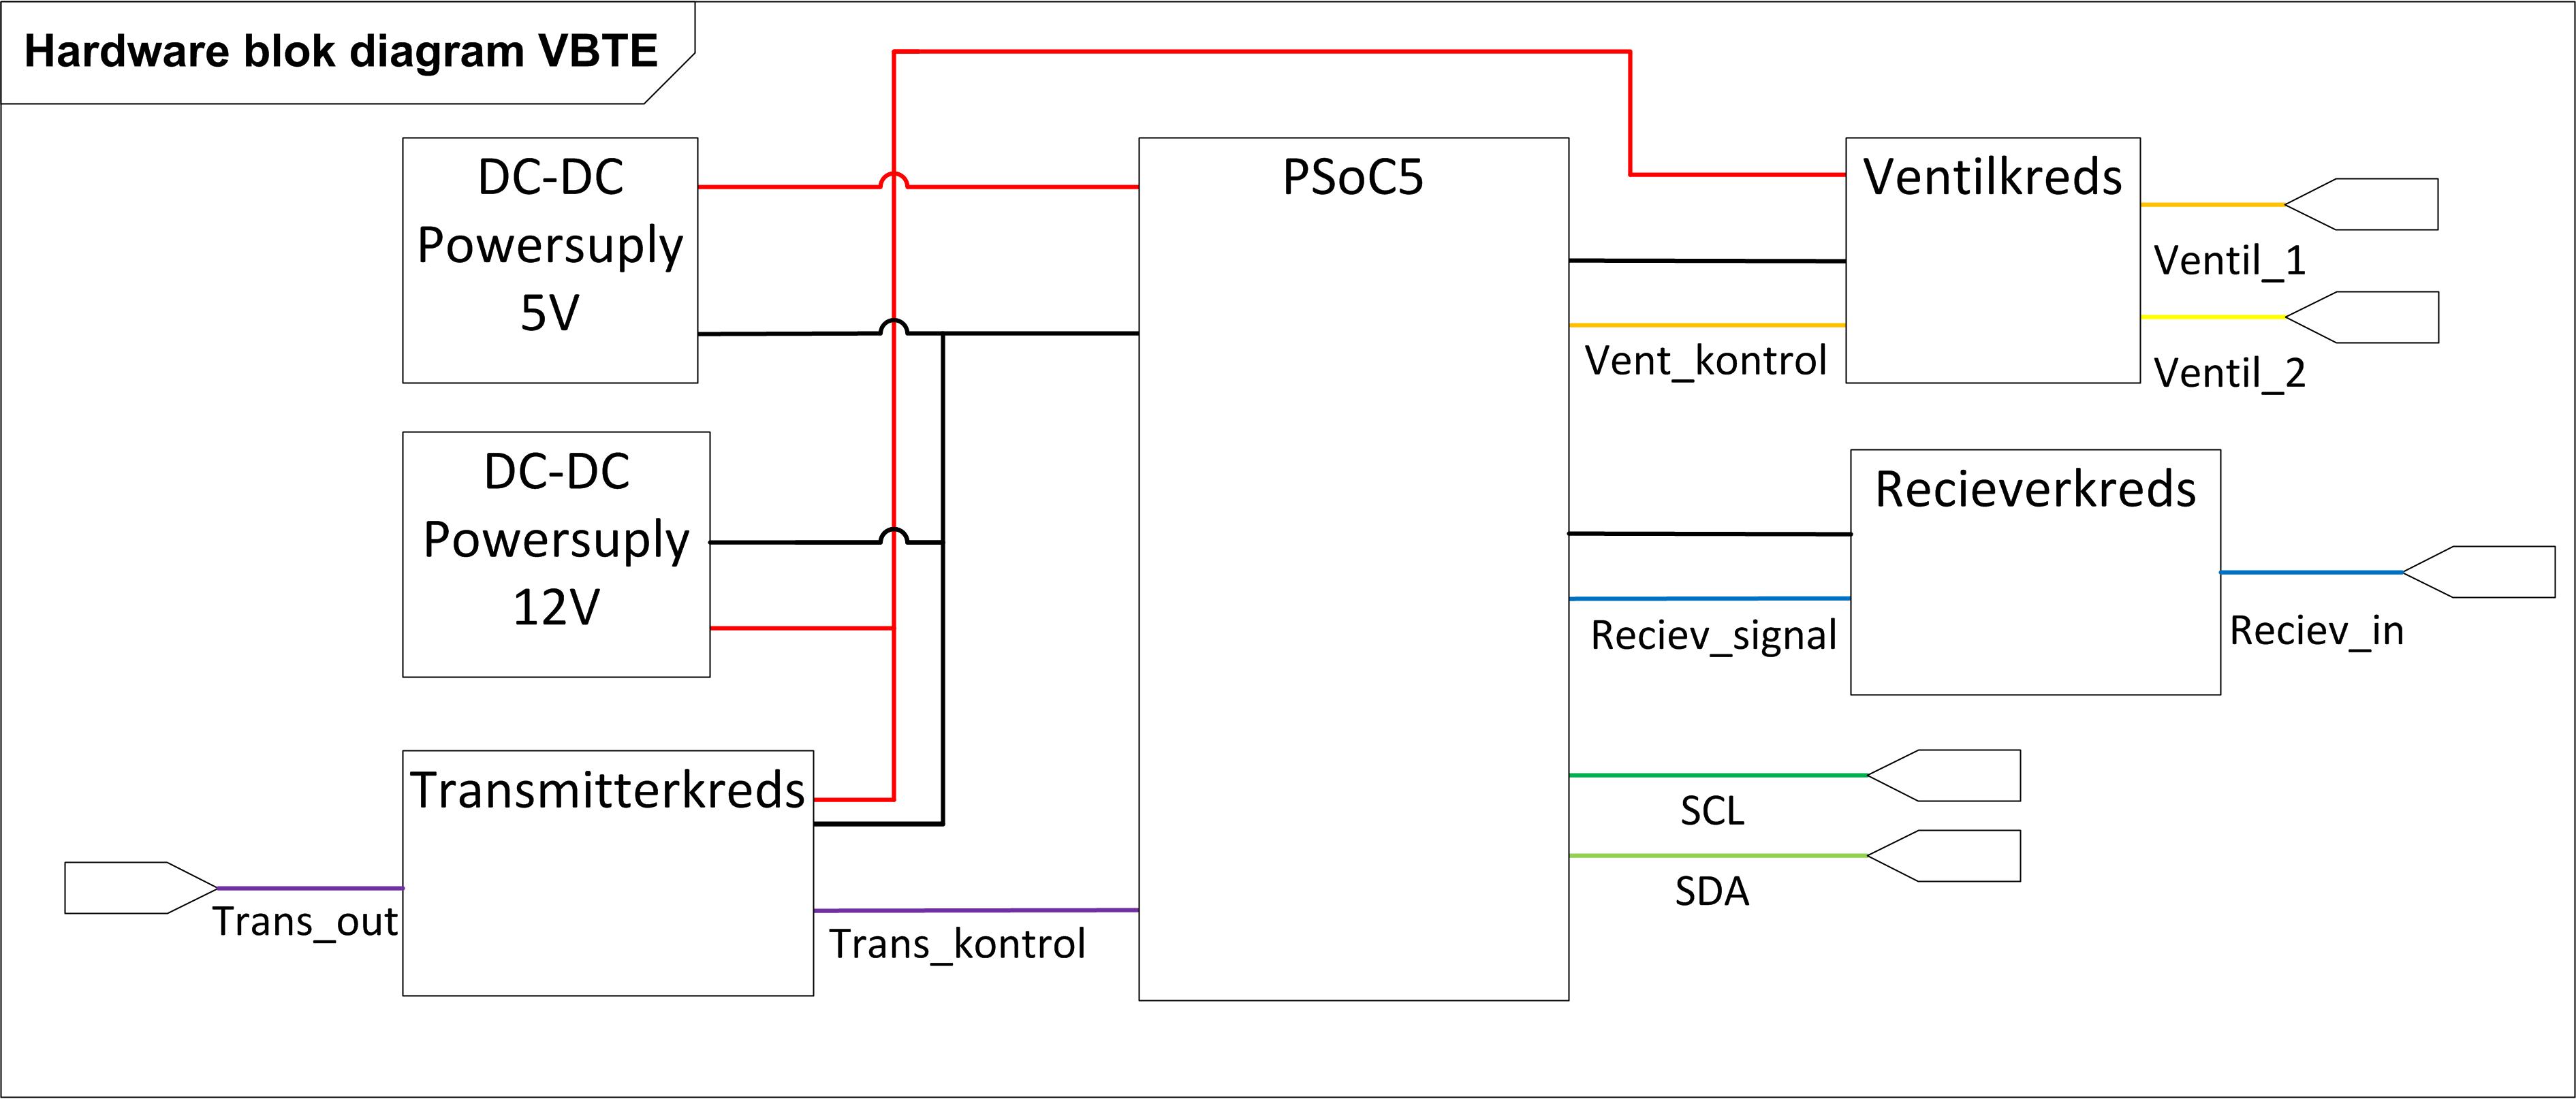 Hardware blok diagram VBTE
DC-DC
Powersuply
5V
PSoC5
Ventilkreds
Ventil_1
Ventil_2
Vent_kontrol
DC-DC
Powersuply
12V
Recieverkreds
Reciev_signal
Reciev_in
Transmitterkreds
SCL
SDA
Trans_out
Trans_kontrol